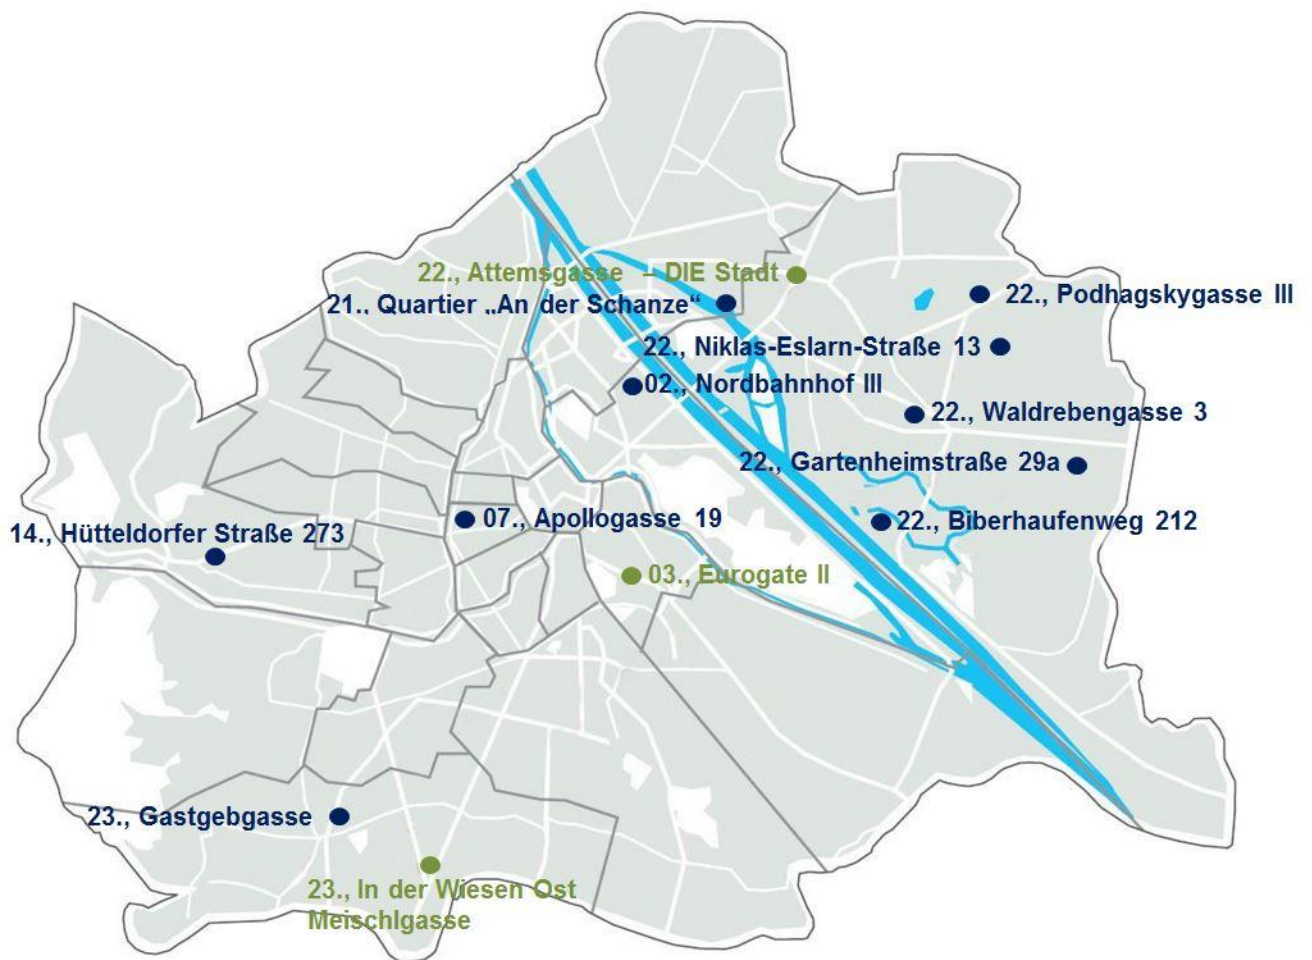 22., Attemsgasse – DIE Stadt
22., Podhagskygasse III
21., Quartier „An der Schanze“
22., Niklas-Eslarn-Straße 13
02., Nordbahnhof III
22., Waldrebengasse 3
22., Gartenheimstraße 29a
07., Apollogasse 19
22., Biberhaufenweg 212
14., Hütteldorfer Straße 273
03., Eurogate II
23., Gastgebgasse
23., In der Wiesen Ost
Meischlgasse